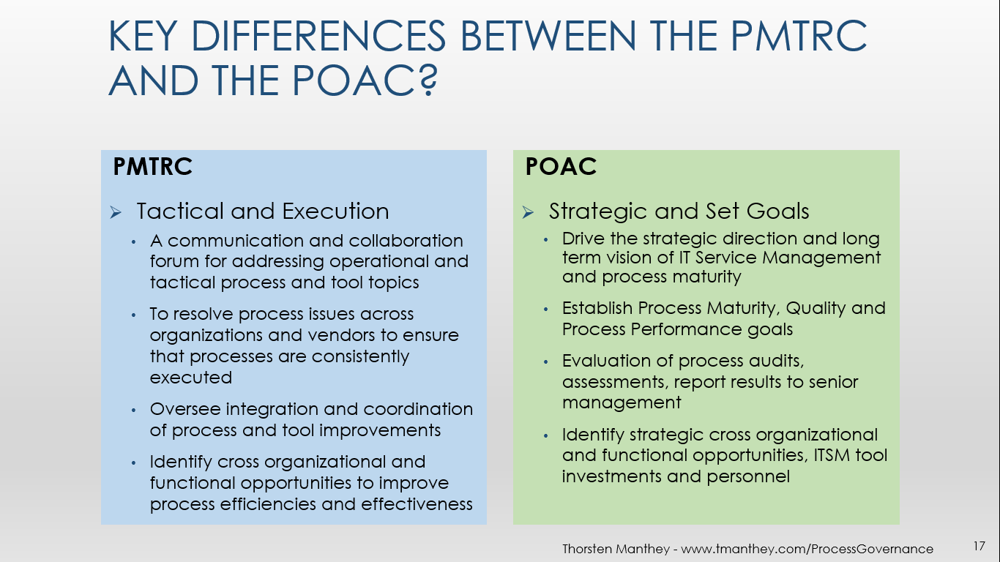 KEY DIFFERENCES BETWEEN THE PMTRC
AND THE POAC?
PMTRC
Tactical and Execution
A communication and collaboration
forum for addressing operational and
tactical process and tool topics
To resolve process issues across
organizations and vendors to ensure
that processes are consistently
executed
Oversee integration and coordination
of process and tool improvements
Identify cross organizational and
functional opportunities to improve
process efficiencies and effectiveness
POAC
Strategic and Set Goals
Drive the strategic direction and long
term vision of IT Service Management
and process maturity
Establish Process Maturity, Quality and
Process Performance goals
Evaluation of process audits,
assessments, report results to senior
management
Identify strategic cross organizational
and functional opportunities, ITSM tool
investments and personnel
Thorsten Manthey - www.tmanthey.com/ProcessGovernance
17